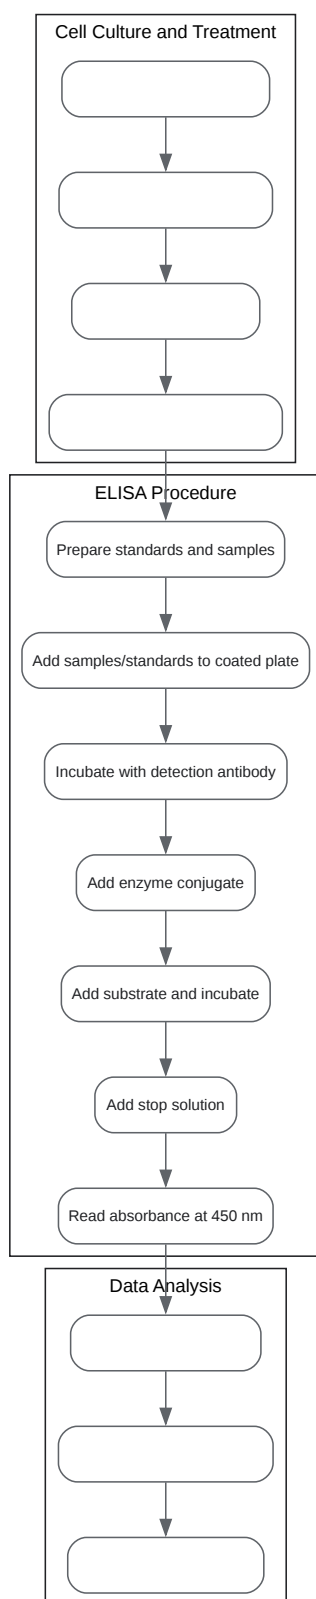 Cell Culture and Treatment
ELISA Procedure
Prepare standards and samples
Add samples/standards to coated plate
Incubate with detection antibody
Add enzyme conjugate
Add substrate and incubate
Add stop solution
Read absorbance at 450 nm
Data Analysis